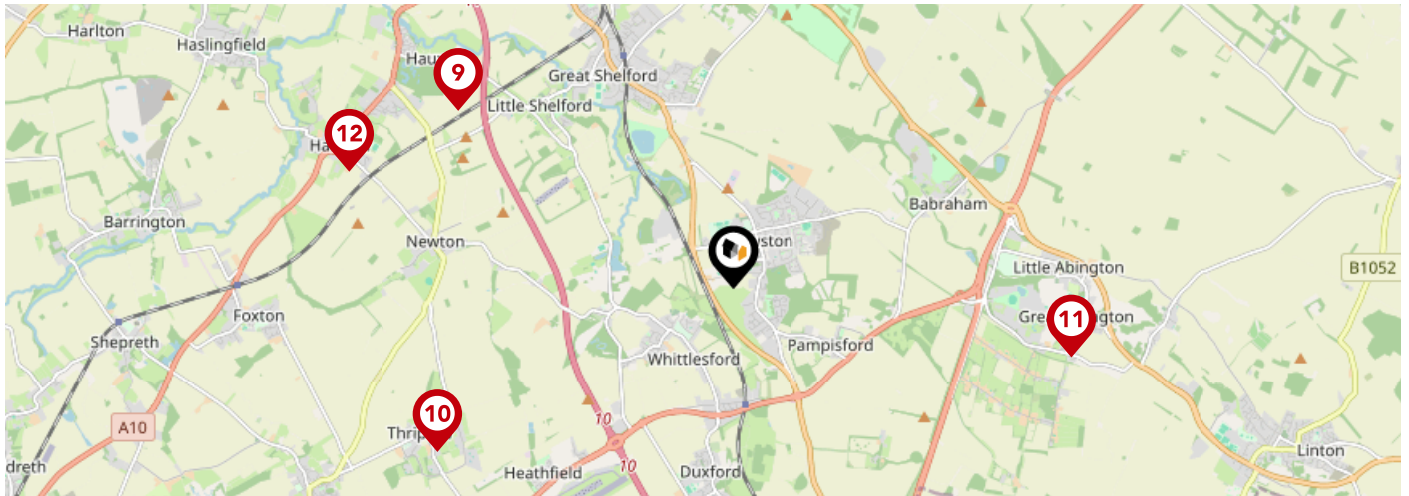 Harlton
Haslingfield
9
Great Shelford
Little Shelford
12
Babraham
Barrington
Newton
Little Abington
B1052
11
Foxton
Shepreth
Whittlesford
Pampisford
10
10
A10
10
Heathfield
Duxford
Linton